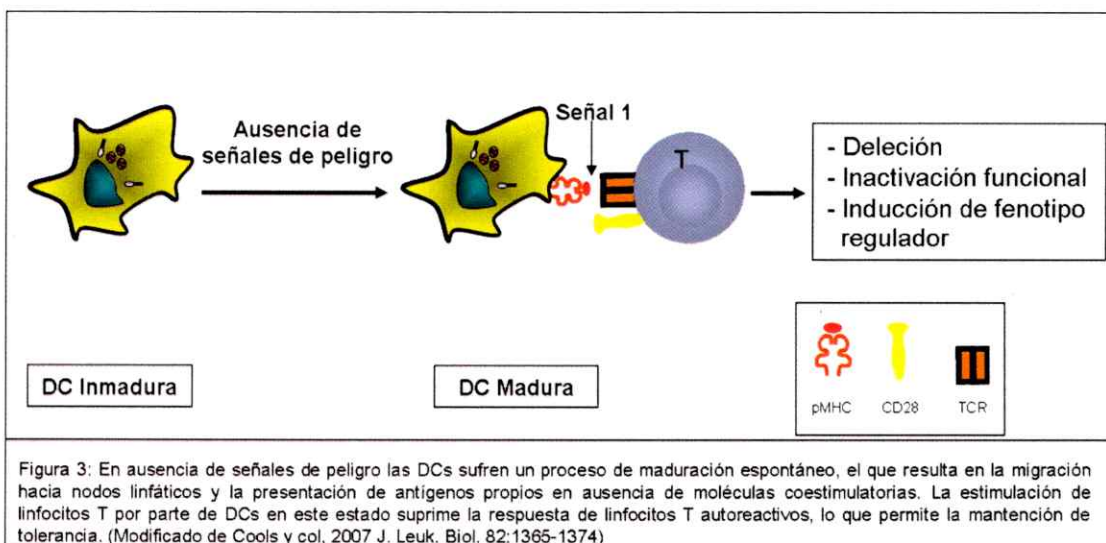 Ausencia de
señales de peligro
Señal 1
T
- Deleción
- Inactivación funcional
- Inducción de fenotipo
regulador
DC Inmadura
DC Madura
pMHC
CD28
TCR
Figura 3: En ausencia de señales de peligro las DCs sufren un proceso de maduración espontáneo, el que resulta en la migración
hacia nodos linfáticos y la presentación de antígenos propios en ausencia de moléculas coestimulatorias. La estimulación de
linfocitos T por parte de DCs en este estado suprime la respuesta de linfocitos T autoreactivos, lo que permite la mantención de
tolerancia. (Modificado de Cools y col, 2007 J. Leuk. Biol. 82:1365-1374)